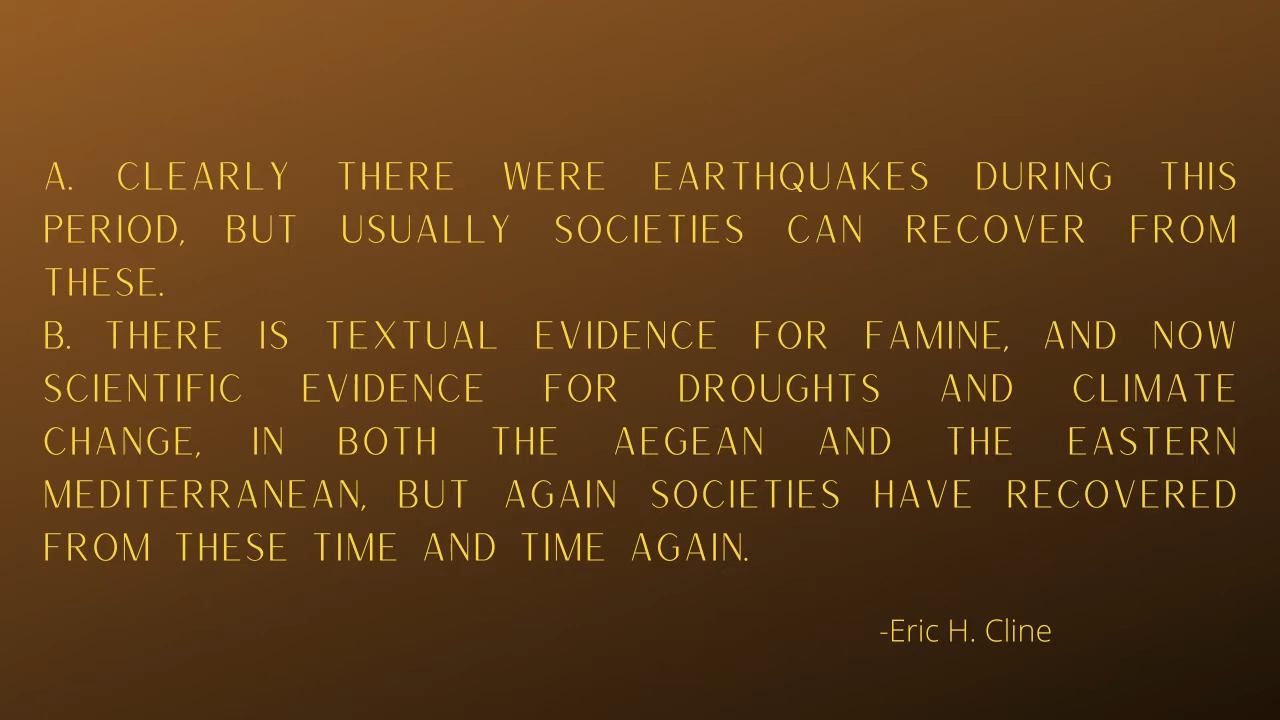 A. CLEARLY THERE WERE EARTHQUAKES DURING THIS
PERIOD, BUT USUALLY SOCIETIES CAN RECOVER FROM
THESE.
B. THERE IS TEXTUAL EVIDENCE FOR FAMINE, AND NOW
SCIENTIFIC EVIDENCE FOR DROUGHTS AND CLIMATE
CHANGE, IN BOTH THE AEGEAN AND THE EASTERN
MEDITERRANEAN, BUT AGAIN SOCIETIES HAVE RECOVERED
FROM THESE TIME AND TIME AGAIN.
-Eric H. Cline